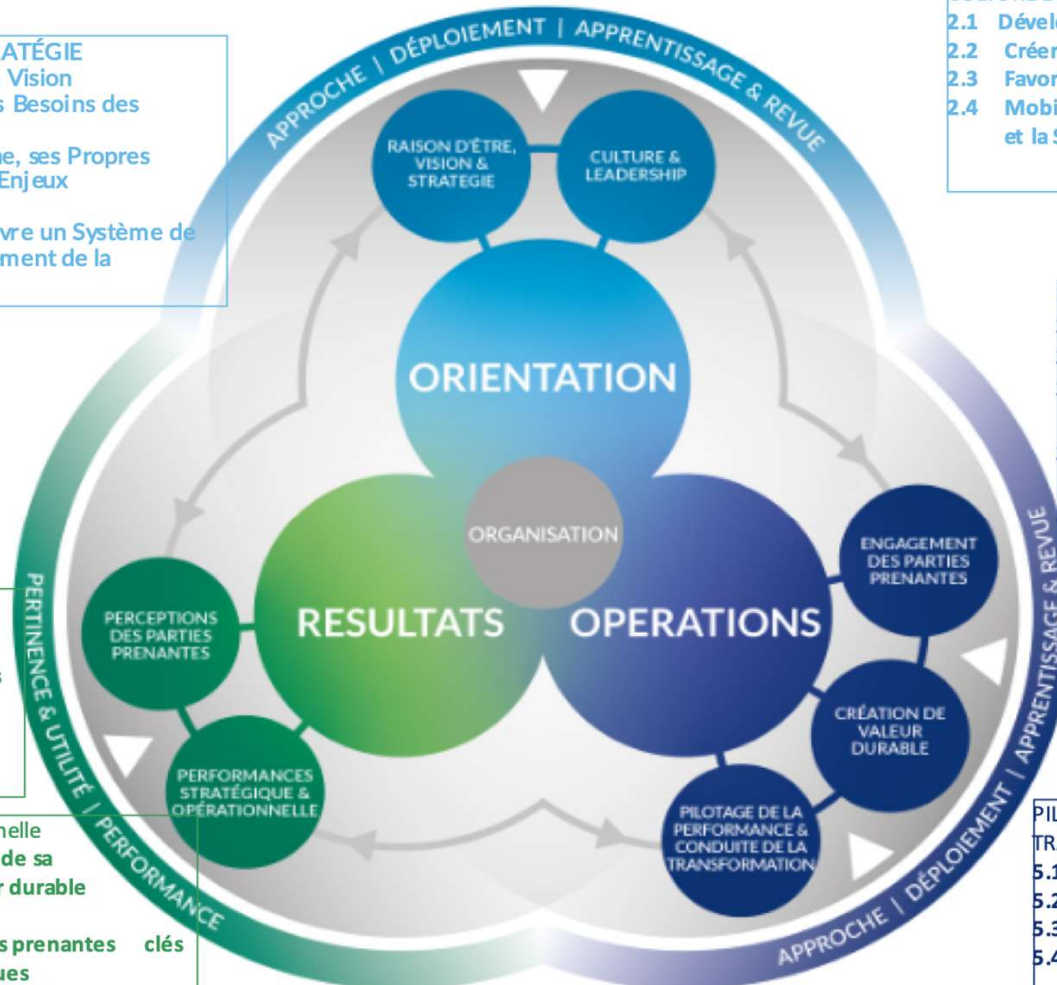 ATÉGIE
Vision
s Besoins des
ne, ses Propres
Enjeux
vre un Système de
ement de la
2.1 Dével
2.2 Créer
2.3 Favor
2.4 Mobi
et la S
APPROCHE | DÉPLOIEMENT | APPRENTISSAGE & REVUE
RAISON D'ÊTRE,
VISION &
STRATEGIE
CULTURE &
LEADERSHIP
ORIENTATION
ORGANISATION
RESULTATS
OPERATIONS
ENGAGEMENT
DES PARTIES
PRENANTES
CRÉATION DE
VALEUR
DURABLE
PILOTAGE DE LA
PERFORMANCE &
CONDUITE DE LA
TRANSFORMATION
APPROCHE | DÉPLOIEMENT | APPRENTISSAGE & REVUE
PERCEPTIONS
DES PARTIES
PRENANTES
PERFORMANCES
STRATÉGIQUE &
OPÉRATIONNELLE
PERTINENCE & UTILITÉ | PERFORMANCE
s
nelle
de sa
r durable
s prenantes clés
ues
PIL
TRA
5.1
5.2
5.3
5.4